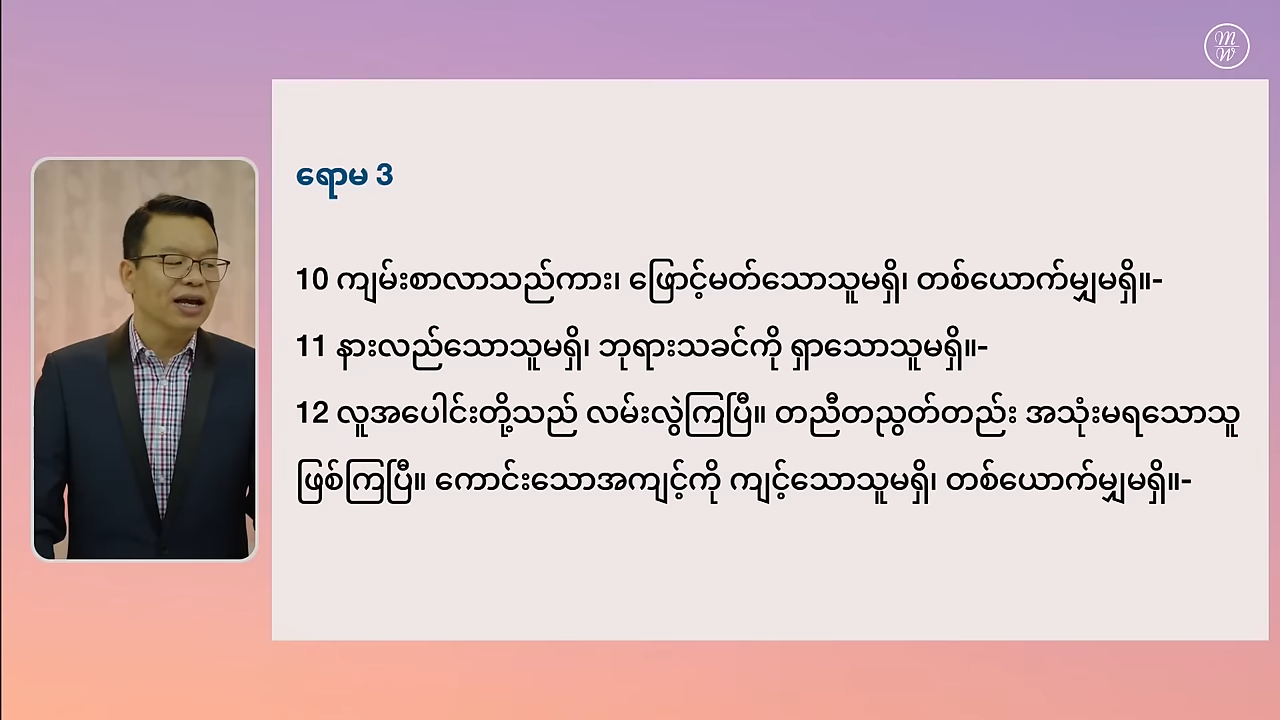 M
W
ရောမ 3
10 ကျမ်းစာလာသည်ကား၊ ဖြောင့်မတ်သောသူမရှိ၊ တစ်ယောက်မျှမရှိ။-
11 နားလည်သောသူမရှိ၊ ဘုရားသခင်ကို ရှာသောသူမရှိ။-
12 လူအပေါင်းတို့သည် လမ်းလွဲကြပြီ။ တညီတညွတ်တည်း အသုံးမရသောသူ
ဖြစ်ကြပြီ။ ကောင်းသောအကျင့်ကို ကျင့်သောသူမရှိ၊ တစ်ယောက်မျှမရှိ။-